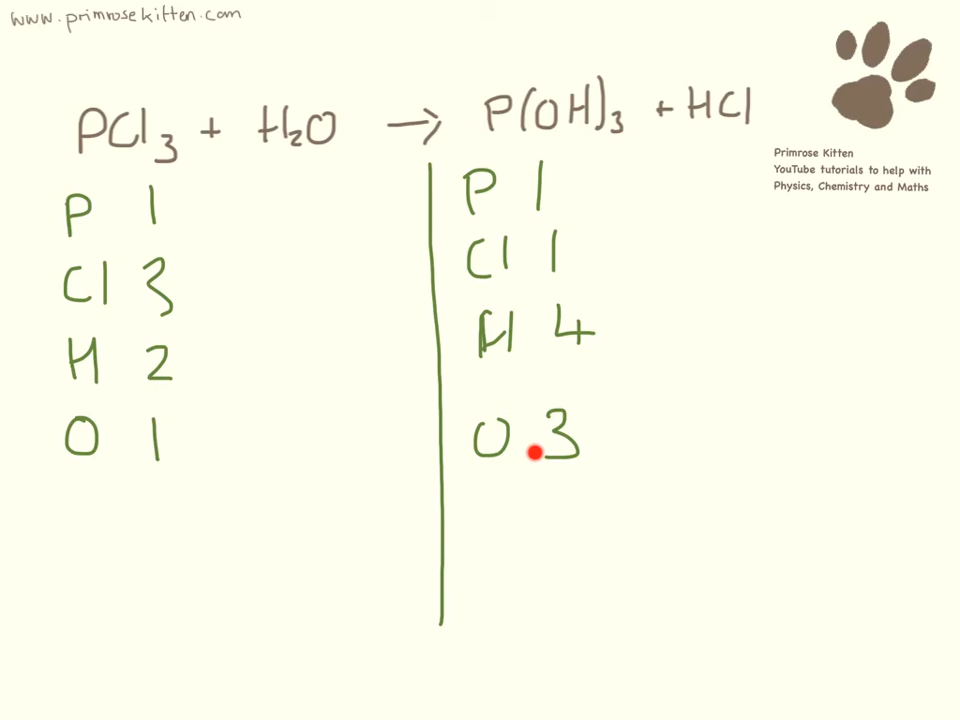 www.primrosekitten.com
PCl₃ + H₂O → P(OH)₃ + HCl
Primrose Kitten
YouTube tutorials to help with
Physics, Chemistry and Maths
P 1
Cl 3
H 2
O 1
P 1
Cl 1
H 4
O 3